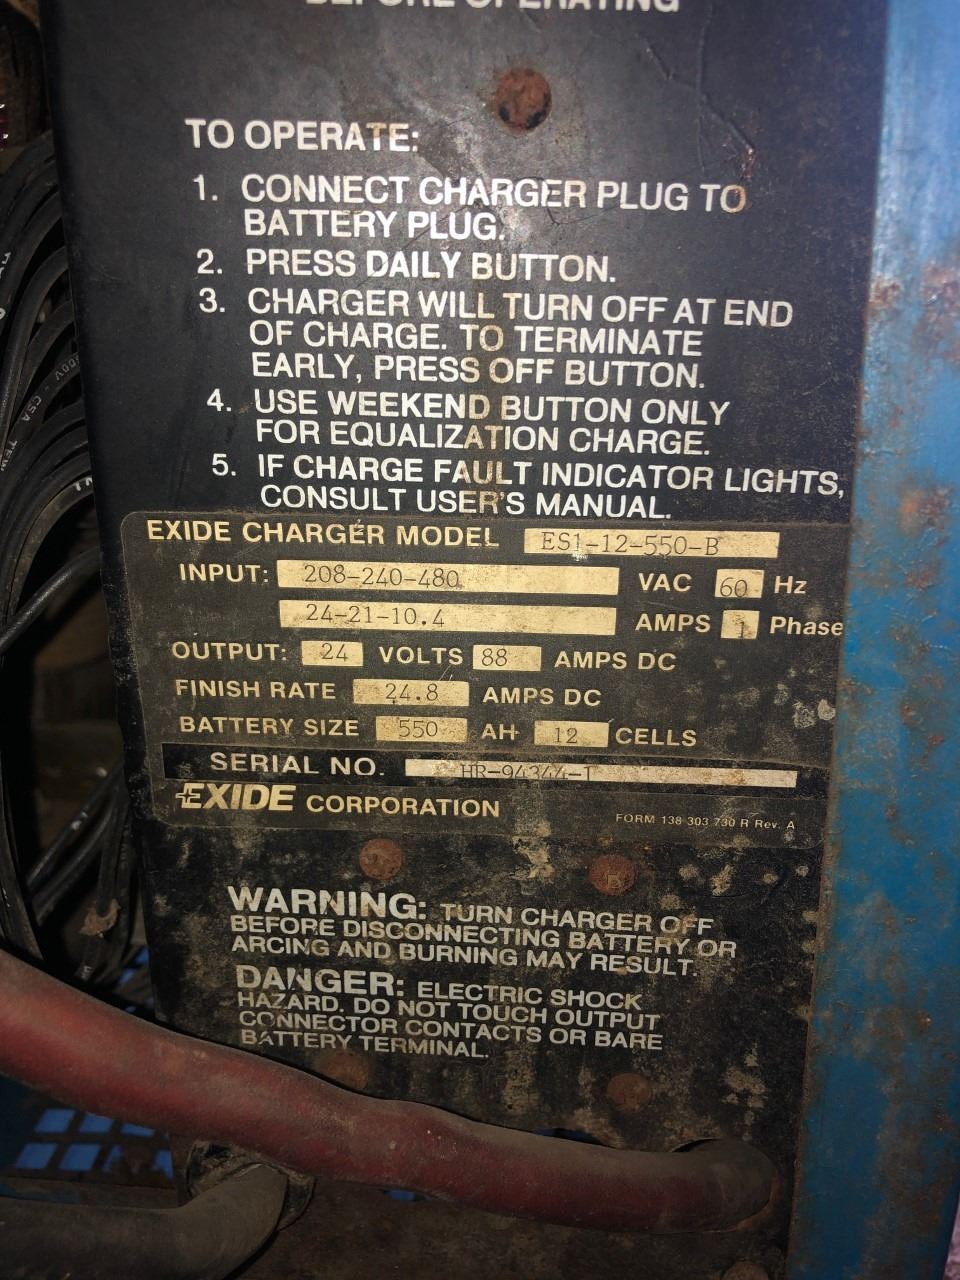 BEFORE OPERATING
TO OPERATE:
1. CONNECT CHARGER PLUG TO
BATTERY PLUG.
2. PRESS DAILY BUTTON.
3. CHARGER WILL TURN OFF AT END
OF CHARGE. TO TERMINATE
EARLY, PRESS OFF BUTTON.
4. USE WEEKEND BUTTON ONLY
FOR EQUALIZATION CHARGE.
5. IF CHARGE FAULT INDICATOR LIGHTS,
CONSULT USER'S MANUAL.
EXIDE CHARGER MODEL ES1-12-550-B
INPUT: 208-240-480 VAC 60 Hz
24-21-10.4 AMPS 1 Phase
OUTPUT: 24 VOLTS 88 AMPS DC
FINISH RATE 24.8 AMPS DC
BATTERY SIZE 550 AH 12 CELLS
SERIAL NO. HR-94344-1
EXIDE CORPORATION
FORM 138 303 730 R Rev. A
WARNING: TURN CHARGER OFF
BEFORE DISCONNECTING BATTERY OR
ARCING AND BURNING MAY RESULT.
DANGER: ELECTRIC SHOCK
HAZARD. DO NOT TOUCH OUTPUT
CONNECTOR CONTACTS OR BARE
BATTERY TERMINAL.